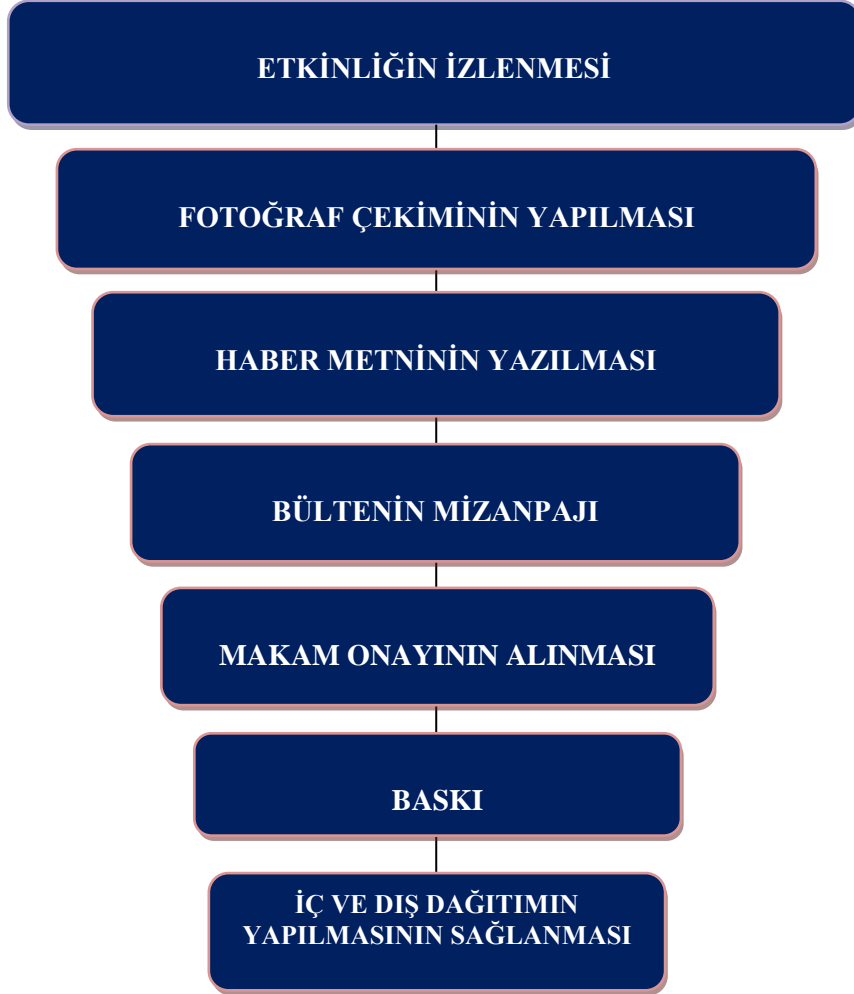 ETKİNLİĞİN İZLENMESİ
FOTOĞRAF ÇEKİMİNİN YAPILMASI
HABER METNİNİN YAZILMASI
BÜLTENİN MİZANPAJI
MAKAM ONAYININ ALINMASI
BASKI
İÇ VE DIŞ DAĞITIMIN
YAPILMASININ SAĞLANMASI